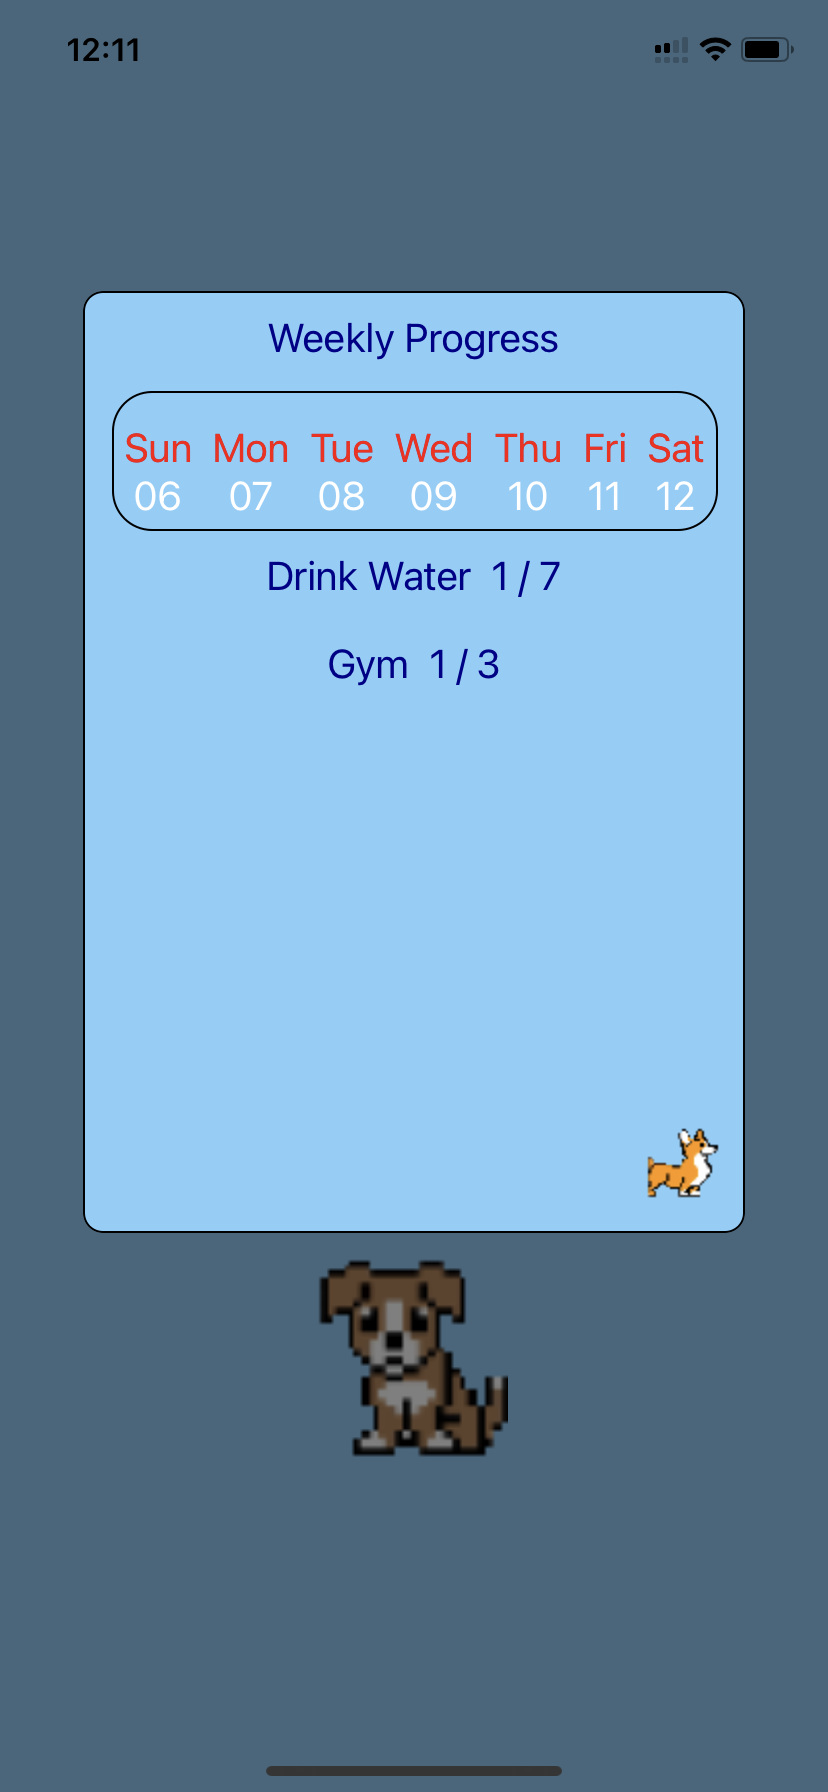 12:11
Weekly Progress
Sun Mon Tue Wed Thu Fri Sat
06 07 08 09 10 11 12
Drink Water 1 / 7
Gym 1 / 3